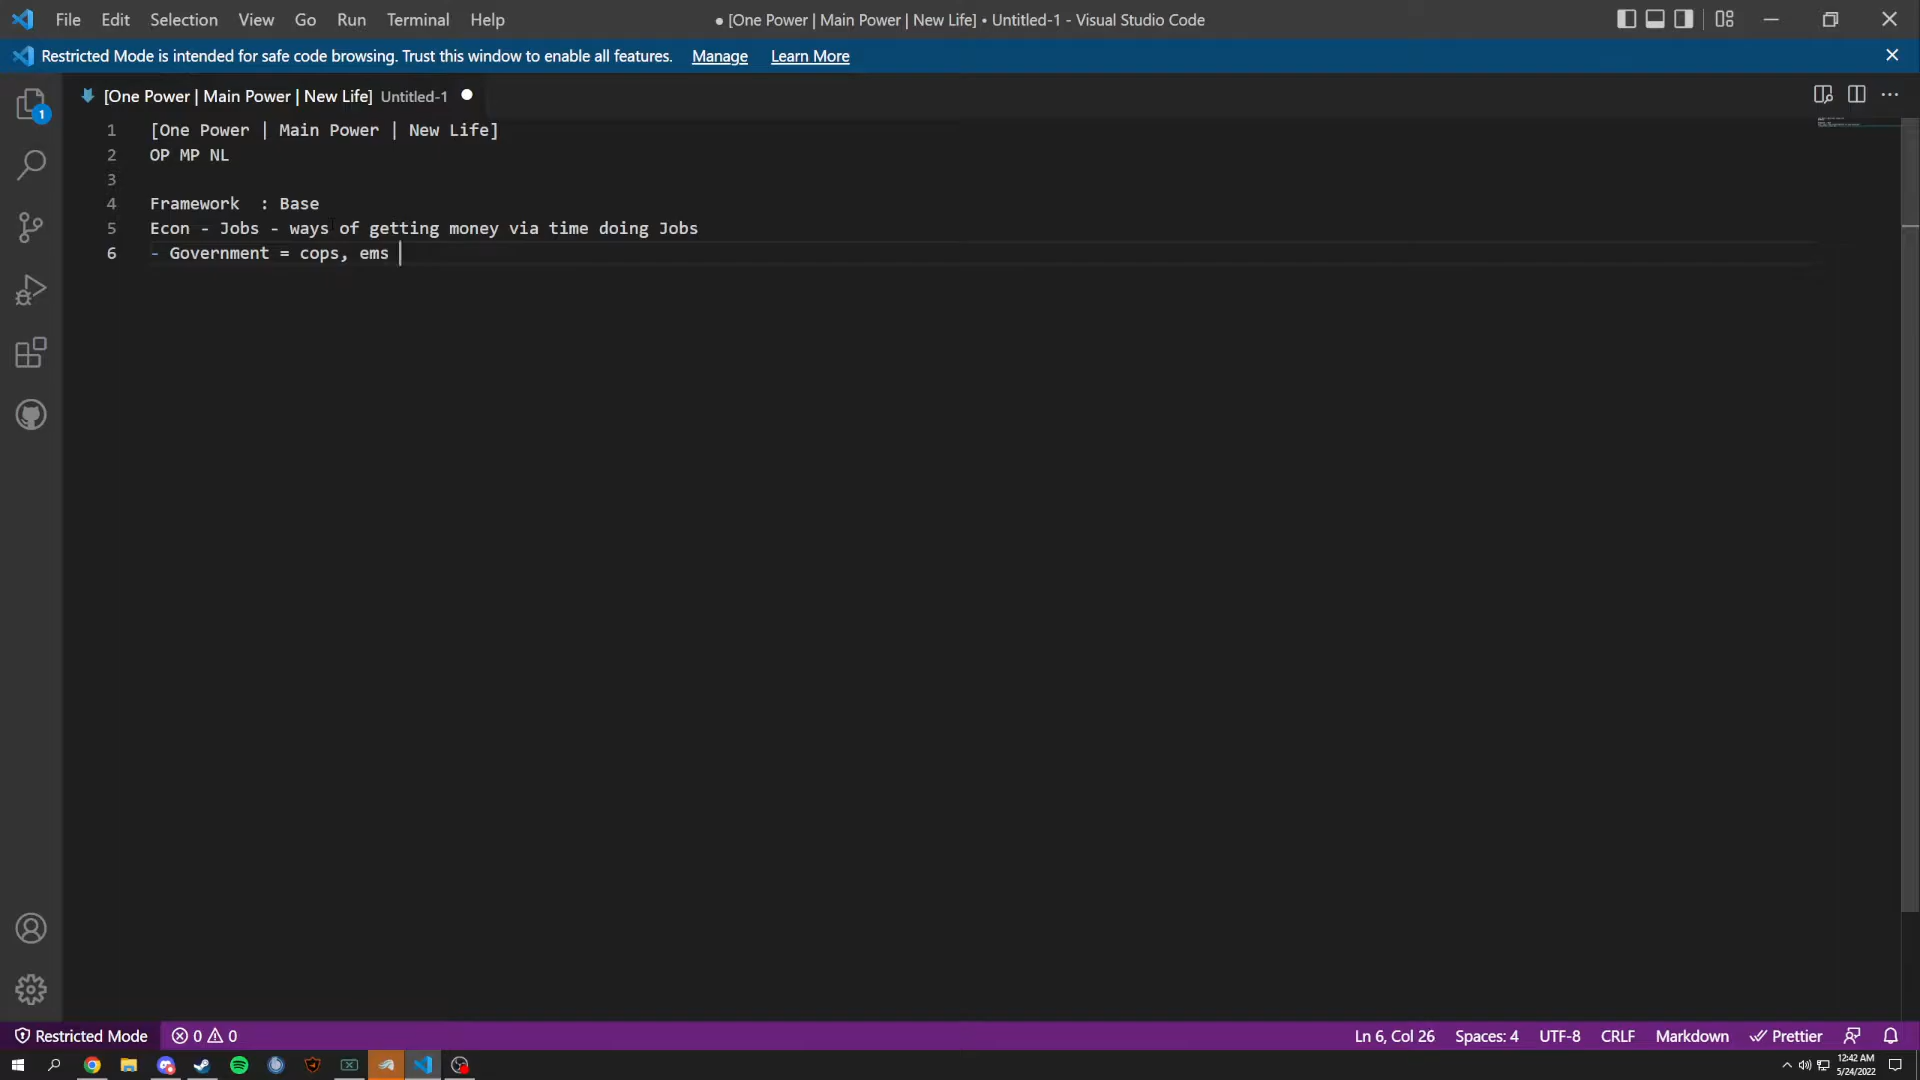 File Edit Selection View Go Run Terminal Help
● [One Power | Main Power | New Life] • Untitled-1 - Visual Studio Code
Restricted Mode is intended for safe code browsing. Trust this window to enable all features. Manage Learn More
[One Power | Main Power | New Life] Untitled-1 ●
1 [One Power | Main Power | New Life]
2 OP MP NL
3
4 Framework  : Base
5 Econ - Jobs - ways of getting money via time doing Jobs
6 - Government = cops, ems
1
Restricted Mode 0 0
Ln 6, Col 26 Spaces: 4 UTF-8 CRLF Markdown Prettier
12:42 AM
5/24/2022